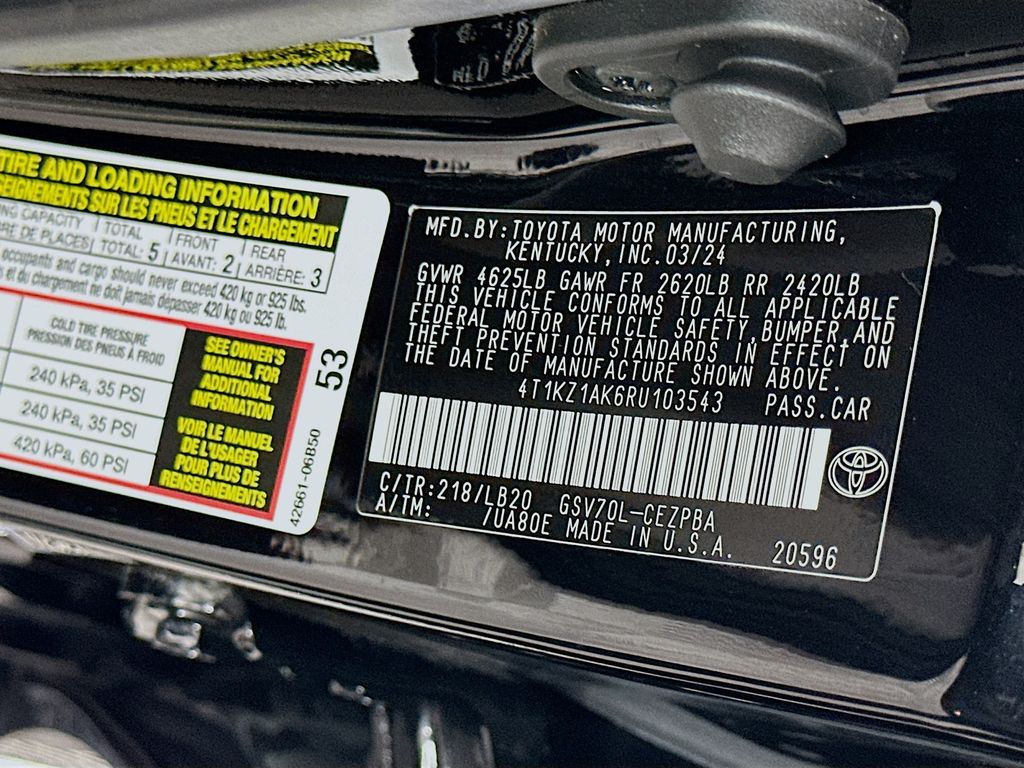 TIRE AND LOADING INFORMATION
SEIGNEMENTS SUR LES PNEUS ET LE CHARGEMENT
CAPACITY TOTAL FRONT REAR
DE PLACES TOTAL: 5 AVANT: 2 ARRIÈRE: 3
occupants and cargo should never exceed 420 kg or 925 lbs.
et du chargement ne doit jamais dépasser 420 kg ou 925 lb.
COLD TIRE PRESSURE
PRESSION DES PNEUS À FROID
240 kPa, 35 PSI
240 kPa, 35 PSI
420 kPa, 60 PSI
SEE OWNER'S
MANUAL FOR
ADDITIONAL
INFORMATION
VOIR LE MANUEL
DE L'USAGER
POUR PLUS DE
RENSEIGNEMENTS
53
42661-06B50
MFD.BY:TOYOTA MOTOR MANUFACTURING,
KENTUCKY,INC.03/24
GVWR 4625LB GAWR FR 2620LB RR 2420LB
THIS VEHICLE CONFORMS TO ALL APPLICABLE
FEDERAL MOTOR VEHICLE SAFETY,BUMPER,AND
THEFT PREVENTION STANDARDS IN EFFECT ON
THE DATE OF MANUFACTURE SHOWN ABOVE.
4T1KZ1AK6RU103543 PASS.CAR
C/TR:218/LB20 GSV70L-CEZPBA
A/TM: /UA80E MADE IN U.S.A. 20596